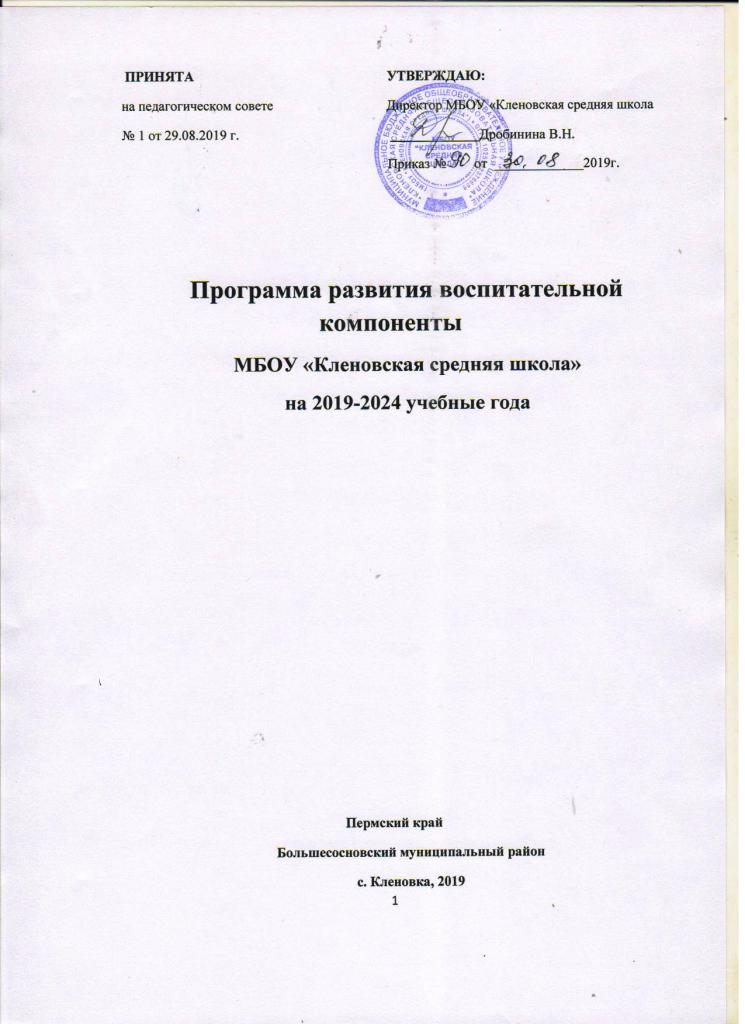 ПРИНЯТА
на педагогическом совете
№ 1 от 29.08.2019 г.
УТВЕРЖДАЮ:
Директор МБОУ «Кленовская средняя школа
Дробинина В.Н.
Приказ № 90 от 30.08 2019г.
"КЛЕНОВСКАЯ
Программа развития воспитательной
компоненты
МБОУ «Кленовская средняя школа»
на 2019-2024 учебные года
Пермский край
Большесосновский муниципальный район
с. Кленовка, 2019
1